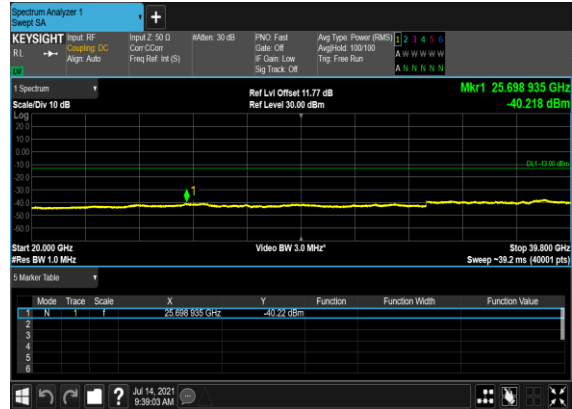 Spectrum Analyzer 1
Swept SA
+
KEYSIGHT Input: RF Input Z: 50 Ω #Atten: 30 dB PNO: Fast Avg Type: Power (RMS) 1 2 3 4 5 6
RL Coupling: DC Corr CCorr Gate: Off Avg|Hold: 100/100 A W W W W W
Align: Auto Freq Ref: Int (S) IF Gain: Low Trig: Free Run
Sig Track: Off A N N N N N
1 Spectrum Ref Lvl Offset 11.77 dB Mkr1 25.698 935 GHz
Scale/Div 10 dB Ref Level 30.00 dBm -40.218 dBm
Log
20.0
10.0
0.00
-10.0
DL1 -13.00 dBm
-20.0
-30.0
1
-40.0
-50.0
-60.0
Start 20.000 GHz Video BW 3.0 MHz* Stop 39.800 GHz
#Res BW 1.0 MHz Sweep ~39.2 ms (40001 pts)
5 Marker Table
Mode Trace Scale X Y Function Function Width Function Value
1 N 1 f 25.698 935 GHz -40.22 dBm
2
3
4
5
6
? Jul 14, 2021
9:39:03 AM